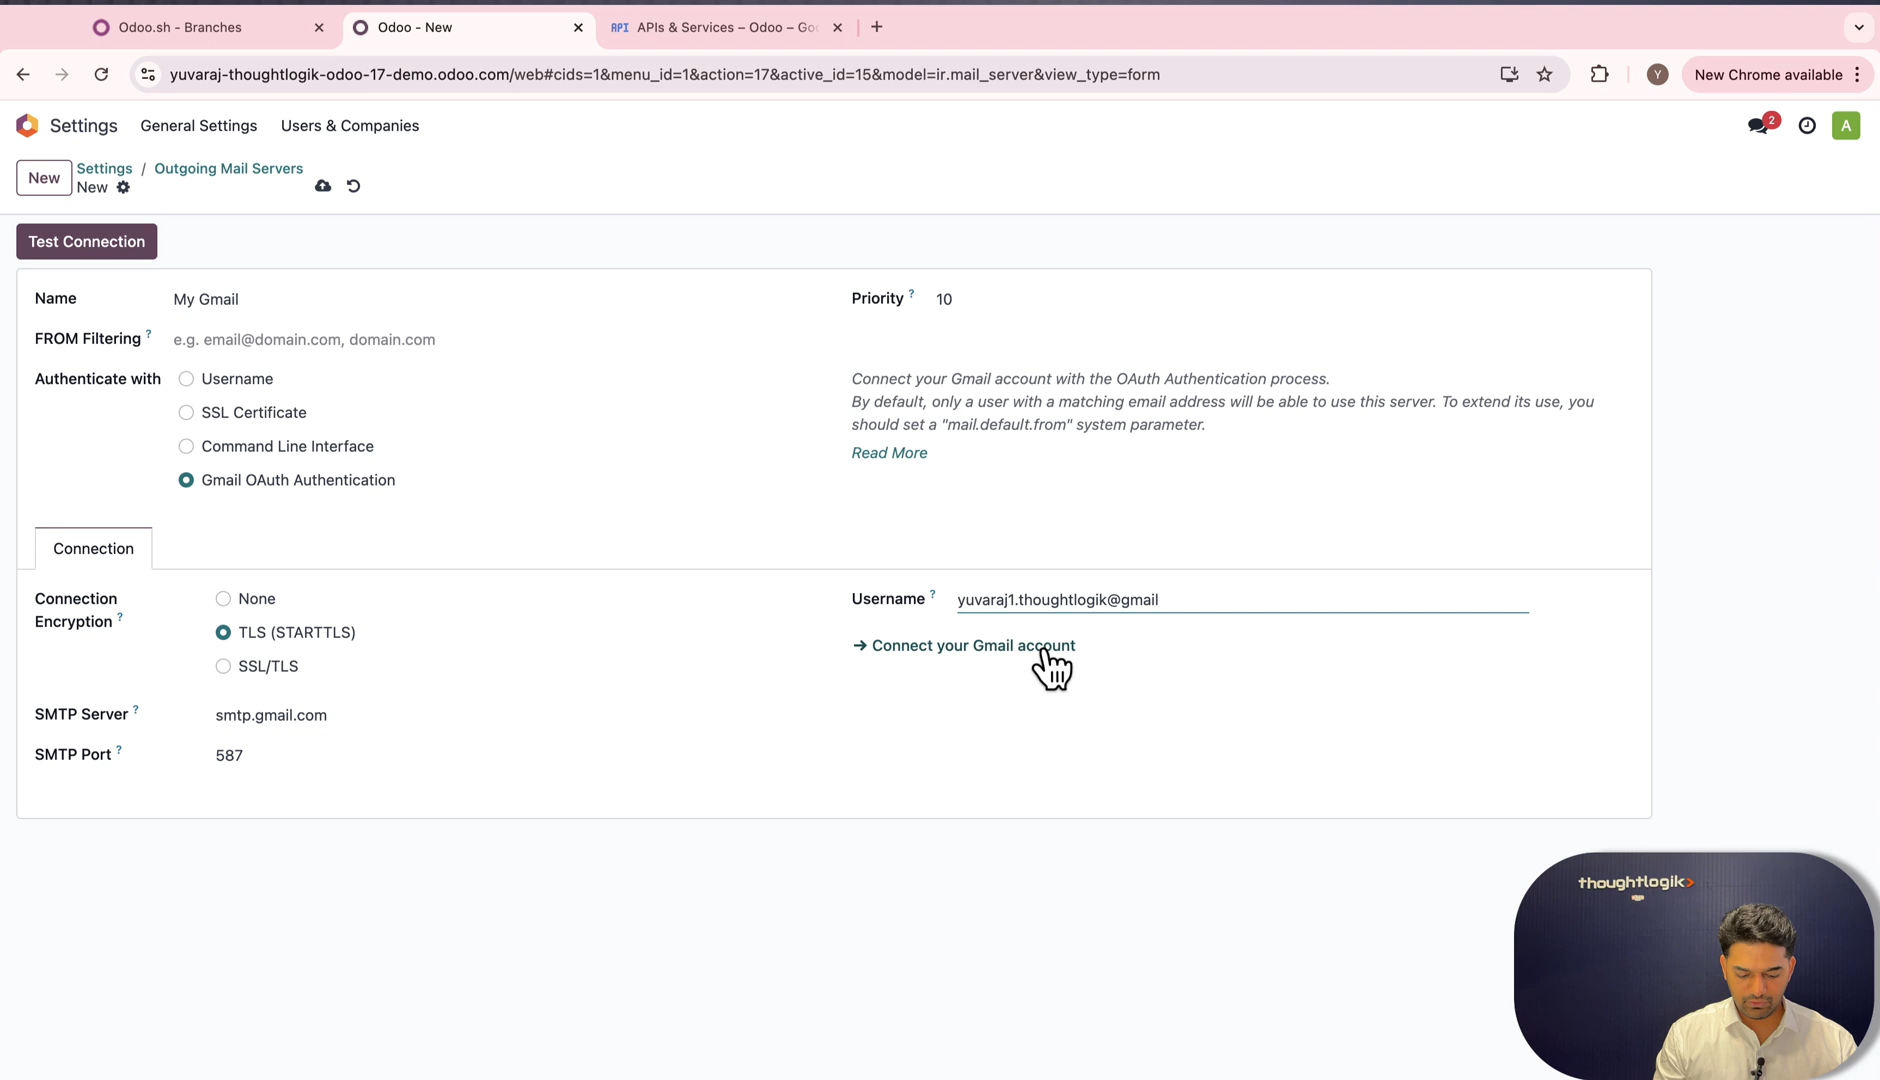 Odoo.sh - Branches
Odoo - New
API APIs & Services – Odoo – Goo
yuvaraj-thoughtlogik-odoo-17-demo.odoo.com/web#cids=1&menu_id=1&action=17&active_id=15&model=ir.mail_server&view_type=form
Y
New Chrome available
Settings General Settings Users & Companies
2
A
New
Settings / Outgoing Mail Servers
New
Test Connection
Name My Gmail
Priority ? 10
FROM Filtering ? e.g. email@domain.com, domain.com
Authenticate with
Username
SSL Certificate
Command Line Interface
Gmail OAuth Authentication
Connect your Gmail account with the OAuth Authentication process.
By default, only a user with a matching email address will be able to use this server. To extend its use, you
should set a "mail.default.from" system parameter.
Read More
Connection
Connection
Encryption ?
None
TLS (STARTTLS)
SSL/TLS
Username ? yuvaraj1.thoughtlogik@gmail
Connect your Gmail account
SMTP Server ? smtp.gmail.com
SMTP Port ? 587
thoughtlogik>